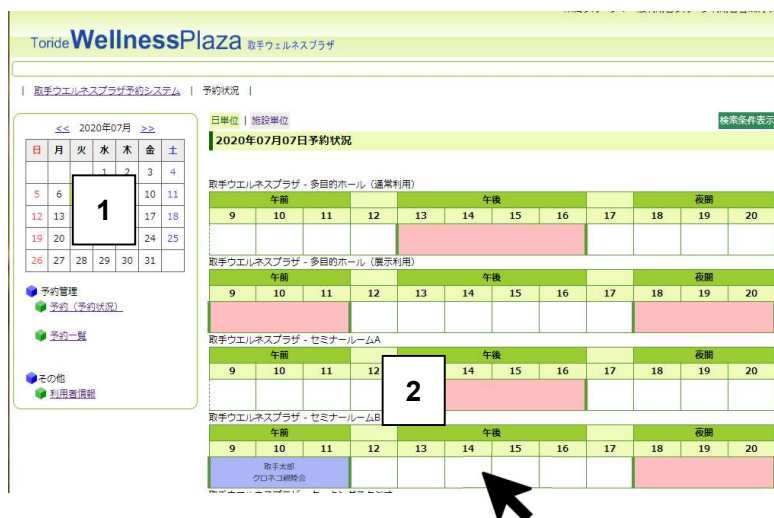 Toride WellnessPlaza 取手ウェルネスプラザ
| 取手ウエルネスプラザ予約システム | 予約状況 |
<< 2020年07月 >>
日 月 火 水 木 金 土
1 2 3 4
5 6 10 11
12 13 17 18
19 20 24 25
26 27 28 29 30 31
1
予約管理
予約（予約状況）
予約一覧
その他
利用者情報
日単位 | 施設単位
検索条件表示
2020年07月07日予約状況
取手ウエルネスプラザ - 多目的ホール（通常利用）
午前 午後 夜間
9 10 11 12 13 14 15 16 17 18 19 20
取手ウエルネスプラザ - 多目的ホール（展示利用）
午前 午後 夜間
9 10 11 12 13 14 15 16 17 18 19 20
取手ウエルネスプラザ - セミナールームA
午前 午後 夜間
9 10 11 12 14 15 16 17 18 19 20
2
取手ウエルネスプラザ - セミナールームB
午前 午後 夜間
9 10 11 12 13 14 15 16 17 18 19 20
取手太郎
クロネコ親睦会